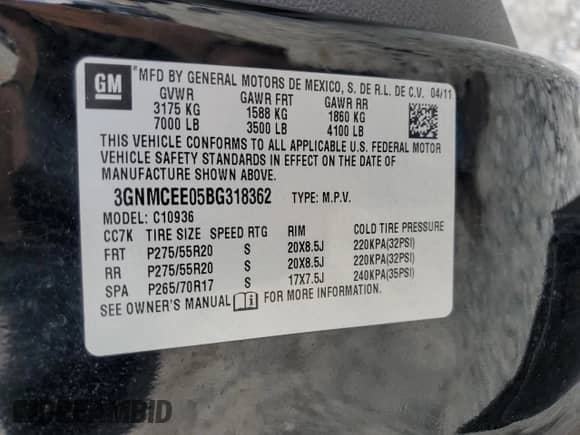 GM
MFD BY GENERAL MOTORS DE MEXICO, S. DE R.L. DE C.V. 04/11
GVWR GAWR FRT GAWR RR
3175 KG 1588 KG 1860 KG
7000 LB 3500 LB 4100 LB
THIS VEHICLE CONFORMS TO ALL APPLICABLE U.S. FEDERAL MOTOR
VEHICLE SAFETY STANDARDS IN EFFECT ON THE DATE OF
MANUFACTURE SHOWN ABOVE.
3GNMCEE05BG318362 TYPE: M.P.V.
MODEL: C10936
CC7K TIRE SIZE SPEED RTG RIM COLD TIRE PRESSURE
FRT P275/55R20 S 20X8.5J 220KPA(32PSI)
RR P275/55R20 S 20X8.5J 220KPA(32PSI)
SPA P265/70R17 S 17X7.5J 240KPA(35PSI)
SEE OWNER'S MANUAL FOR MORE INFORMATION.
DREAMBID